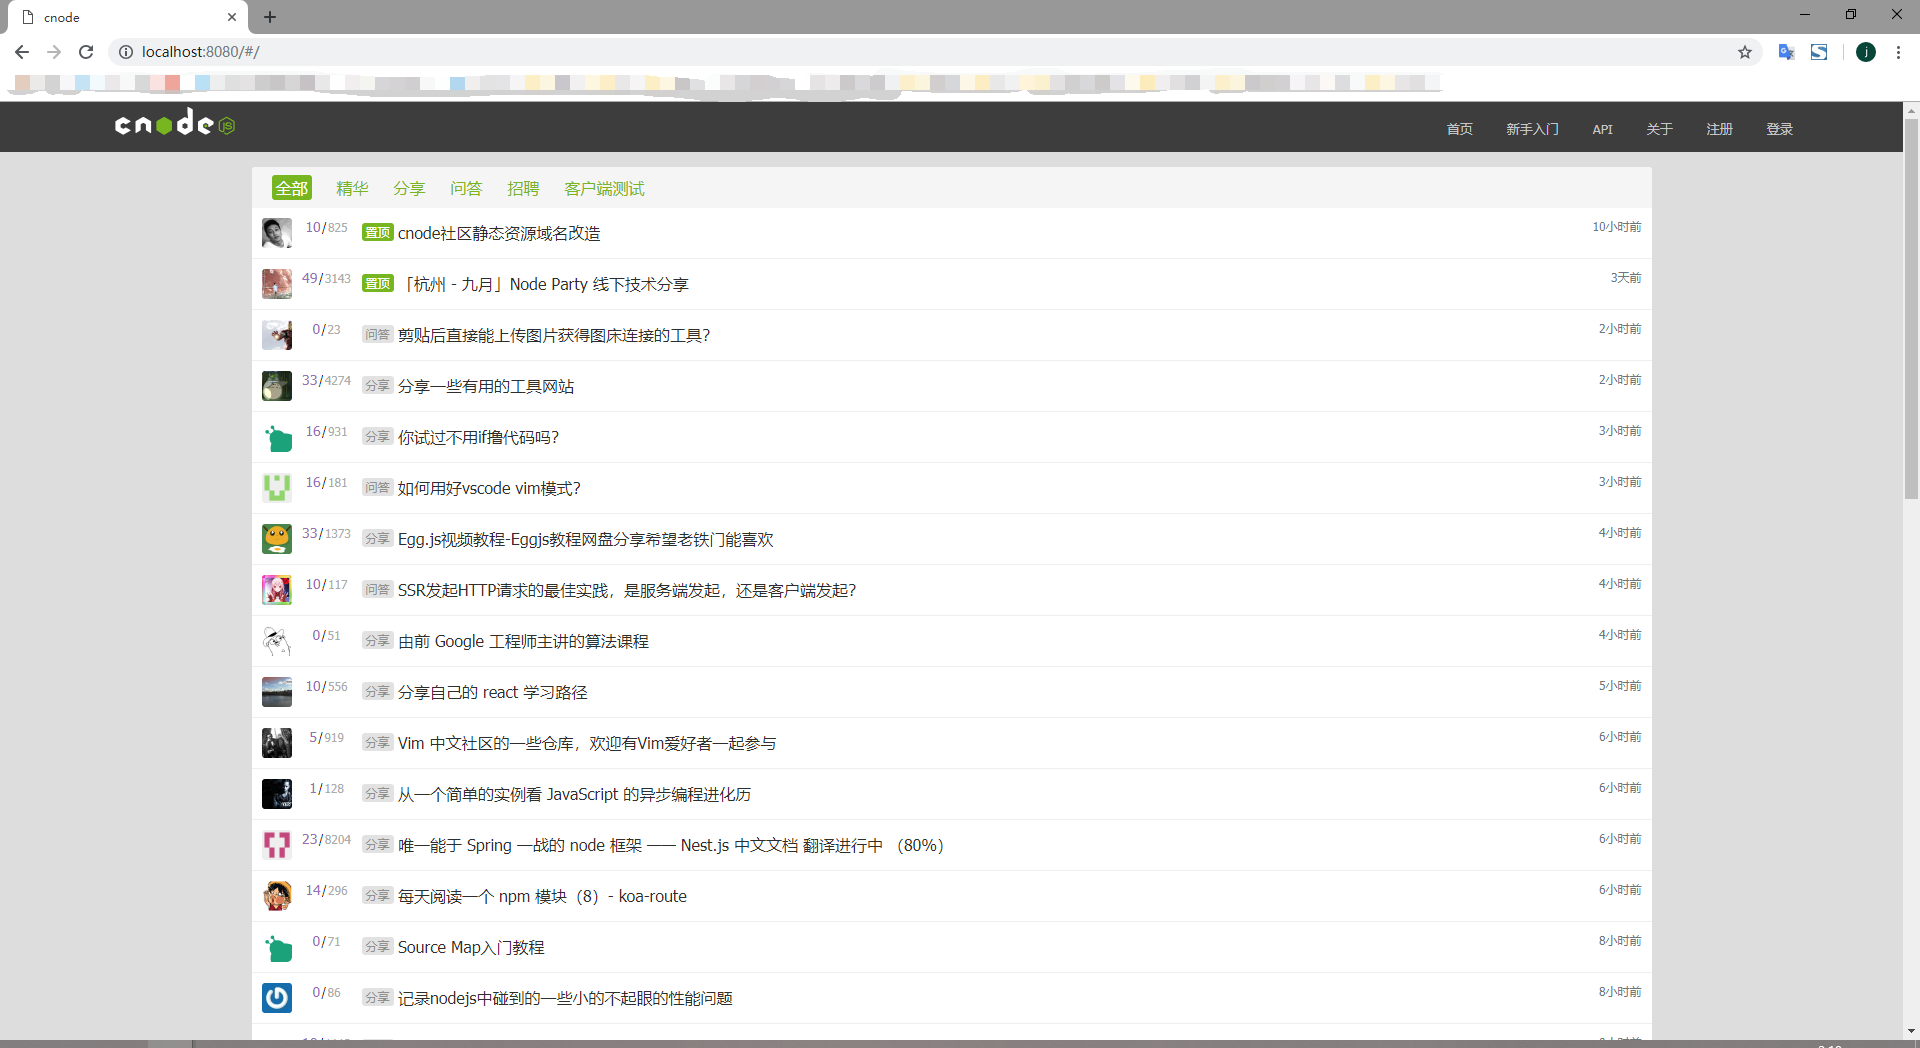 cnode
localhost:8080/#/
j
cnode JS
首页 新手入门 API 关于 注册 登录
全部 精华 分享 问答 招聘 客户端测试
10/825 置顶 cnode社区静态资源域名改造 10小时前
49/3143 置顶 「杭州 - 九月」Node Party 线下技术分享 3天前
0/23 问答 剪贴后直接能上传图片获得图床连接的工具? 2小时前
33/4274 分享 分享一些有用的工具网站 2小时前
16/931 分享 你试过不用if撸代码吗? 3小时前
16/181 问答 如何用好vscode vim模式? 3小时前
33/1373 分享 Egg.js视频教程-Eggjs教程网盘分享希望老铁门能喜欢 4小时前
10/117 问答 SSR发起HTTP请求的最佳实践，是服务端发起，还是客户端发起? 4小时前
0/51 分享 由前 Google 工程师主讲的算法课程 4小时前
10/556 分享 分享自己的 react 学习路径 5小时前
5/919 分享 Vim 中文社区的一些仓库，欢迎有Vim爱好者一起参与 6小时前
1/128 分享 从一个简单的实例看 JavaScript 的异步编程进化历 6小时前
23/8204 分享 唯一能于 Spring 一战的 node 框架 —— Nest.js 中文文档 翻译进行中 （80%） 6小时前
14/296 分享 每天阅读一个 npm 模块（8）- koa-route 6小时前
0/71 分享 Source Map入门教程 8小时前
0/86 分享 记录nodejs中碰到的一些小的不起眼的性能问题 8小时前